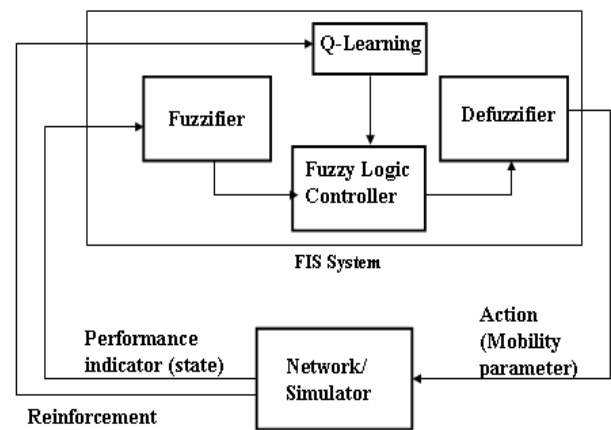 Q-Learning
Fuzzifier
Defuzzifier
Fuzzy Logic
Controller
FIS System
Performance
indicator (state)
Action
(Mobility
parameter)
Network/
Simulator
Reinforcement